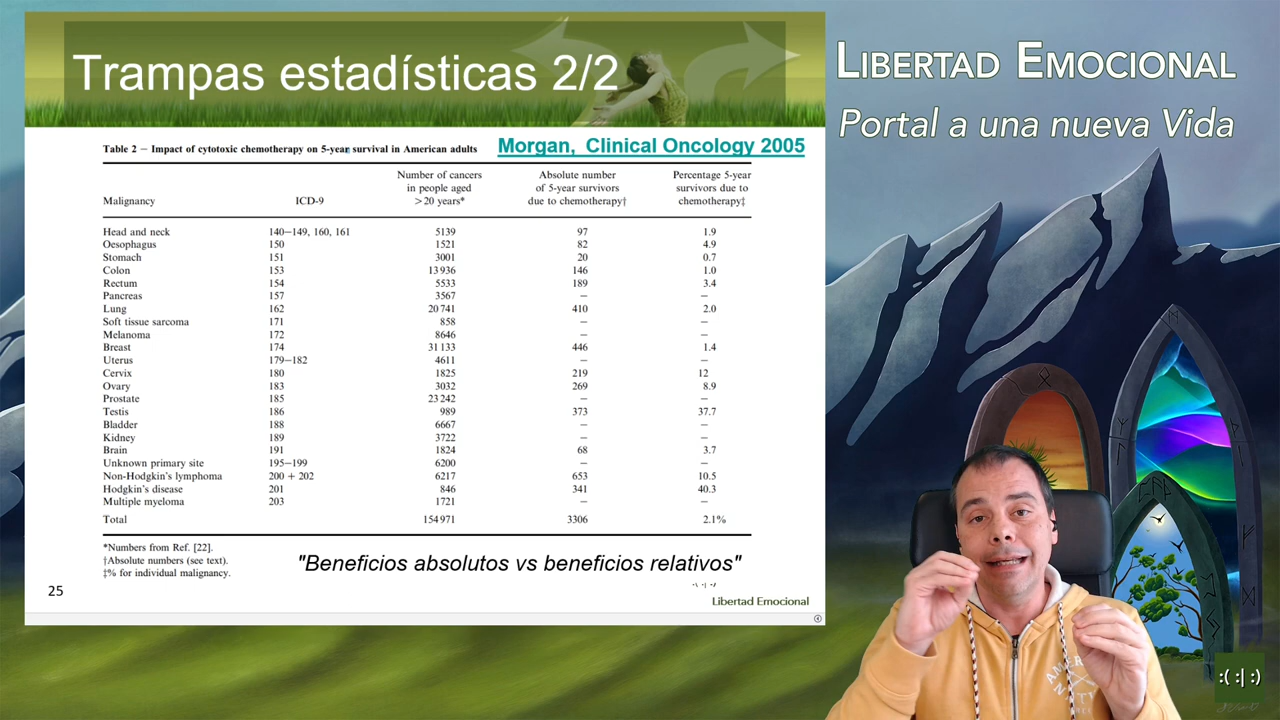 Trampas estadísticas 2/2
LIBERTAD EMOCIONAL
Portal a una nueva Vida
Table 2 – Impact of cytotoxic chemotherapy on 5-year survival in American adults
Morgan, Clinical Oncology 2005
Malignancy ICD-9 Number of cancers in people aged >20 years* Absolute number of 5-year survivors due to chemotherapy† Percentage 5-year survivors due to chemotherapy‡
Head and neck 140–149, 160, 161 5139 97 1.9
Oesophagus 150 1521 82 4.9
Stomach 151 3001 20 0.7
Colon 153 13 936 146 1.0
Rectum 154 5533 189 3.4
Pancreas 157 3567 – –
Lung 162 20 741 410 2.0
Soft tissue sarcoma 171 858 – –
Melanoma 172 8646 – –
Breast 174 31 133 446 1.4
Uterus 179–182 4611 – –
Cervix 180 1825 219 12
Ovary 183 3032 269 8.9
Prostate 185 23 242 – –
Testis 186 989 373 37.7
Bladder 188 6667 – –
Kidney 189 3722 – –
Brain 191 1824 68 3.7
Unknown primary site 195–199 6200 – –
Non-Hodgkin's lymphoma 200 + 202 6217 653 10.5
Hodgkin's disease 201 846 341 40.3
Multiple myeloma 203 1721 – –
Total 154 971 3306 2.1%
*Numbers from Ref. [22].
†Absolute numbers (see text).
‡% for individual malignancy.
"Beneficios absolutos vs beneficios relativos"
25
Libertad Emocional
:( :|:)